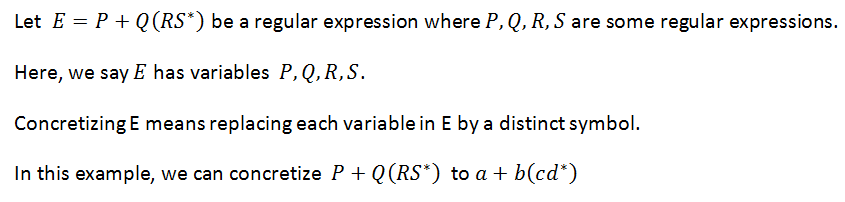 Let E = P + Q(RS*) be a regular expression where P, Q, R, S are some regular expressions.
Here, we say E has variables P, Q, R, S.
Concretizing E means replacing each variable in E by a distinct symbol.
In this example, we can concretize P + Q(RS*) to a + b(cd*)